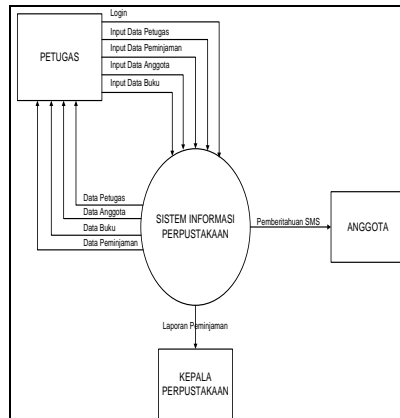 Login
Input Data Petugas
PETUGAS
Input Data Peminjaman
Input Data Anggota
Input Data Buku
Data Petugas
Data Anggota
Data Buku
Data Peminjaman
SISTEM INFORMASI
PERPUSTAKAAN
Pemberitahuan SMS
ANGGOTA
Laporan Peminjaman
KEPALA
PERPUSTAKAAN